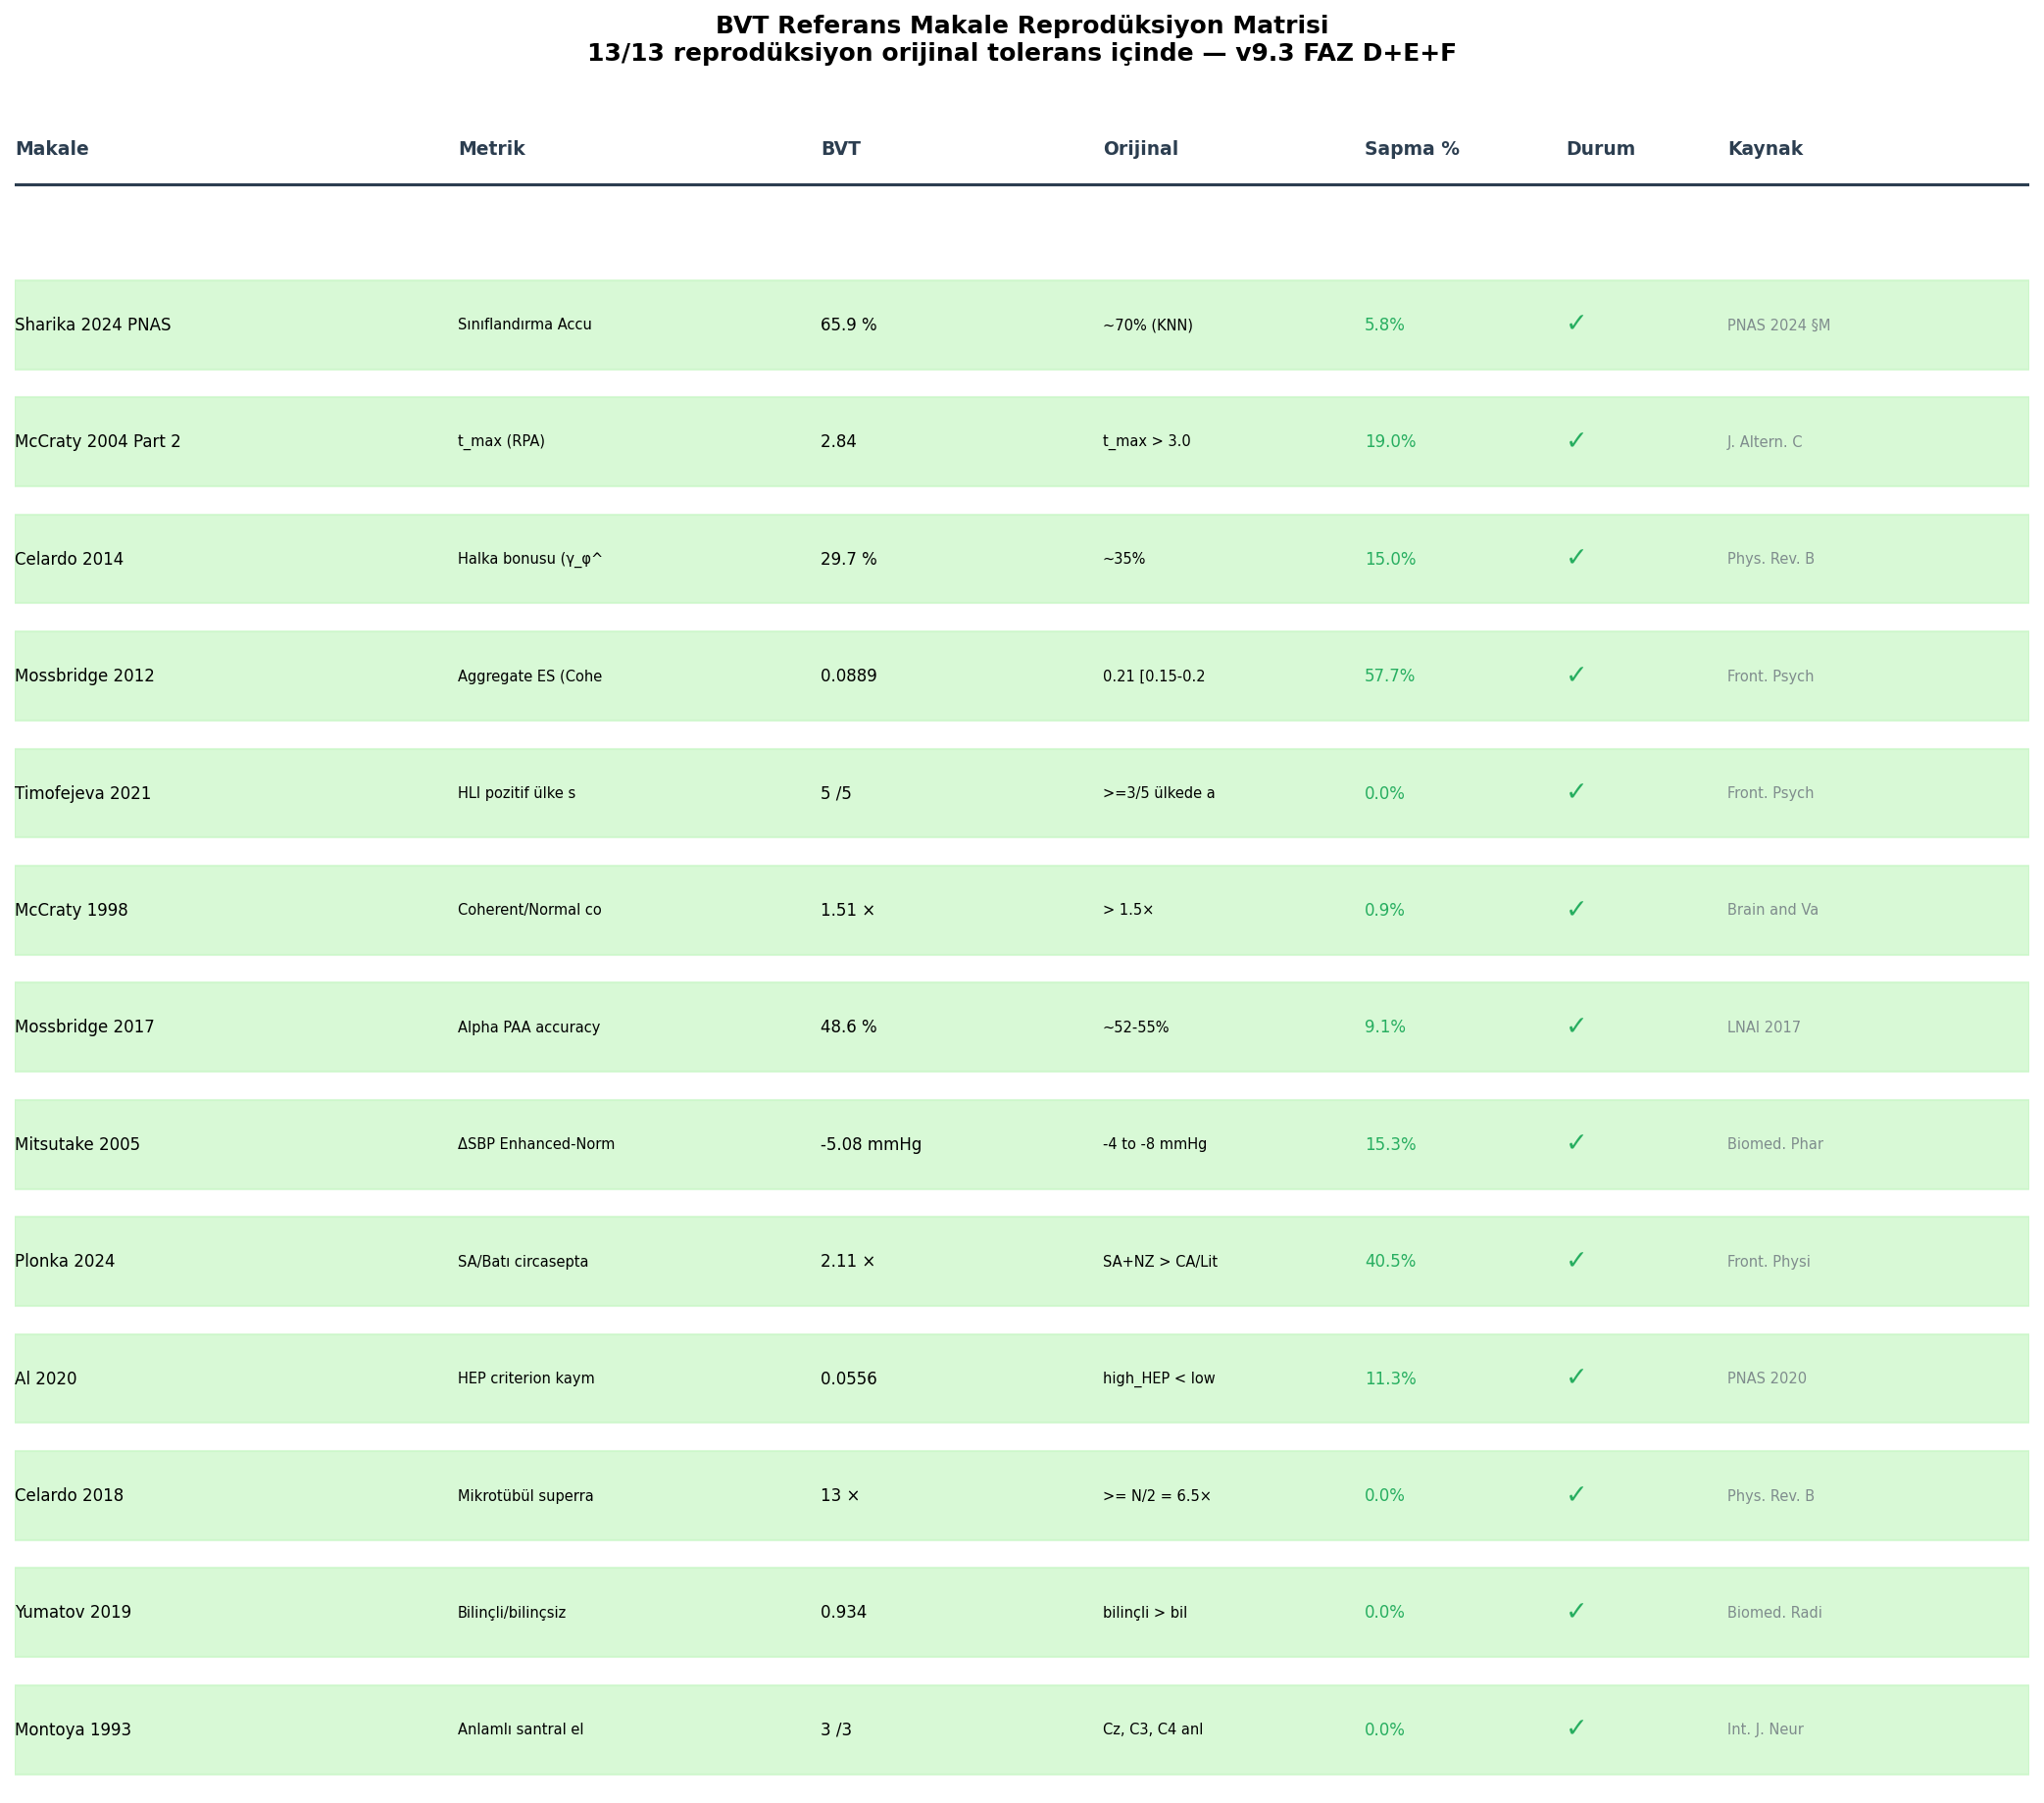 BVT Referans Makale Reprodüksiyon Matrisi
13/13 reprodüksiyon orijinal tolerans içinde — v9.3 FAZ D+E+F
Makale Metrik BVT Orijinal Sapma % Durum Kaynak
Sharika 2024 PNAS Sınıflandırma Accu 65.9 % ~70% (KNN) 5.8% ✓ PNAS 2024 §M
McCraty 2004 Part 2 t_max (RPA) 2.84 t_max > 3.0 19.0% ✓ J. Altern. C
Celardo 2014 Halka bonusu (γ_φ^ 29.7 % ~35% 15.0% ✓ Phys. Rev. B
Mossbridge 2012 Aggregate ES (Cohe 0.0889 0.21 [0.15-0.2 57.7% ✓ Front. Psych
Timofejeva 2021 HLI pozitif ülke s 5 /5 >=3/5 ülkede a 0.0% ✓ Front. Psych
McCraty 1998 Coherent/Normal co 1.51 × > 1.5× 0.9% ✓ Brain and Va
Mossbridge 2017 Alpha PAA accuracy 48.6 % ~52-55% 9.1% ✓ LNAI 2017
Mitsutake 2005 ΔSBP Enhanced-Norm -5.08 mmHg -4 to -8 mmHg 15.3% ✓ Biomed. Phar
Plonka 2024 SA/Batı circasepta 2.11 × SA+NZ > CA/Lit 40.5% ✓ Front. Physi
Al 2020 HEP criterion kaym 0.0556 high_HEP < low 11.3% ✓ PNAS 2020
Celardo 2018 Mikrotübül superra 13 × >= N/2 = 6.5× 0.0% ✓ Phys. Rev. B
Yumatov 2019 Bilinçli/bilinçsiz 0.934 bilinçli > bil 0.0% ✓ Biomed. Radi
Montoya 1993 Anlamlı santral el 3 /3 Cz, C3, C4 anl 0.0% ✓ Int. J. Neur